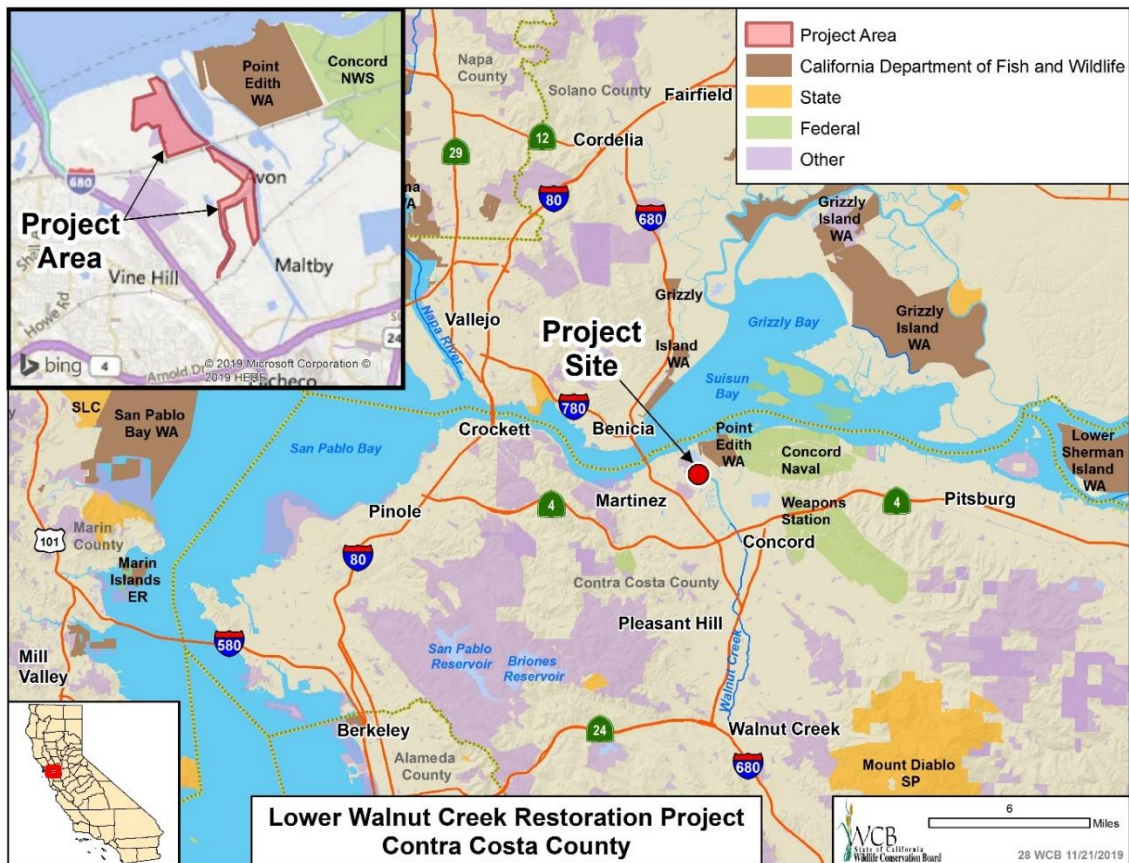 Point
Edith
WA
Concord
NWS
680
Avon
Project
Area
Vine Hill
Maltby
Howe Rd
bing
4
Arnold Dr
Pacheco
24
© 2019 Microsoft Corporation ©
2019 HERE
Project Area
California Department of Fish and Wildlife
State
Federal
Other
Napa
County
Solano County
Fairfield
12
Cordelia
29
80
680
WA
Grizzly
Island
WA
Grizzly
Island WA
Grizzly
Island
WA
Vallejo
Napa River
Project
Site
Grizzly Bay
Suisun
Bay
780
SLC
San Pablo
Bay WA
San Pablo Bay
Crockett
Benicia
Point
Edith
WA
Concord
Naval
Weapons
Station
Lower
Sherman
Island
WA
Martinez
4
4
Pitsburg
Pinole
Marin
County
101
Marin
Islands
ER
80
Concord
Contra Costa County
Pleasant Hill
580
San Pablo
Reservoir
Briones
Reservoir
Walnut Creek
Mill
Valley
Berkeley
Alameda
County
24
Walnut Creek
680
Mount Diablo
SP
Lower Walnut Creek Restoration Project
Contra Costa County
WCB
State of California
Wildlife Conservation Board
6
Miles
28 WCB 11/21/2019